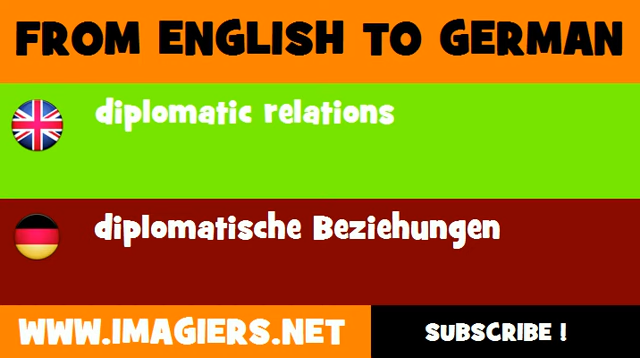 FROM ENGLISH TO GERMAN
diplomatic relations
diplomatische Beziehungen
WWW.IMAGIERS.NET
SUBSCRIBE !